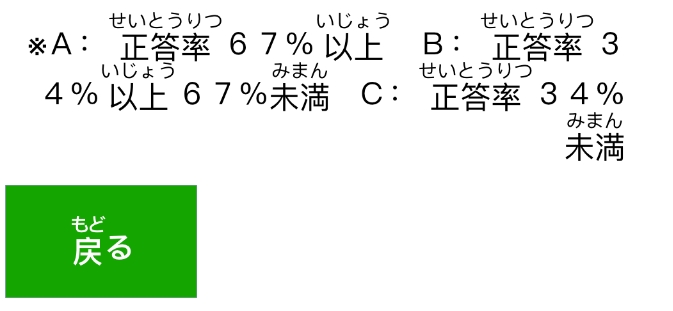 せいとうりつ いじょう せいとうりつ
※A： 正答率 ６７％ 以上 B： 正答率 ３
いじょう みまん せいとうりつ
４％ 以上 ６７％未満 C： 正答率 ３４％
みまん
未満
もど
戻る